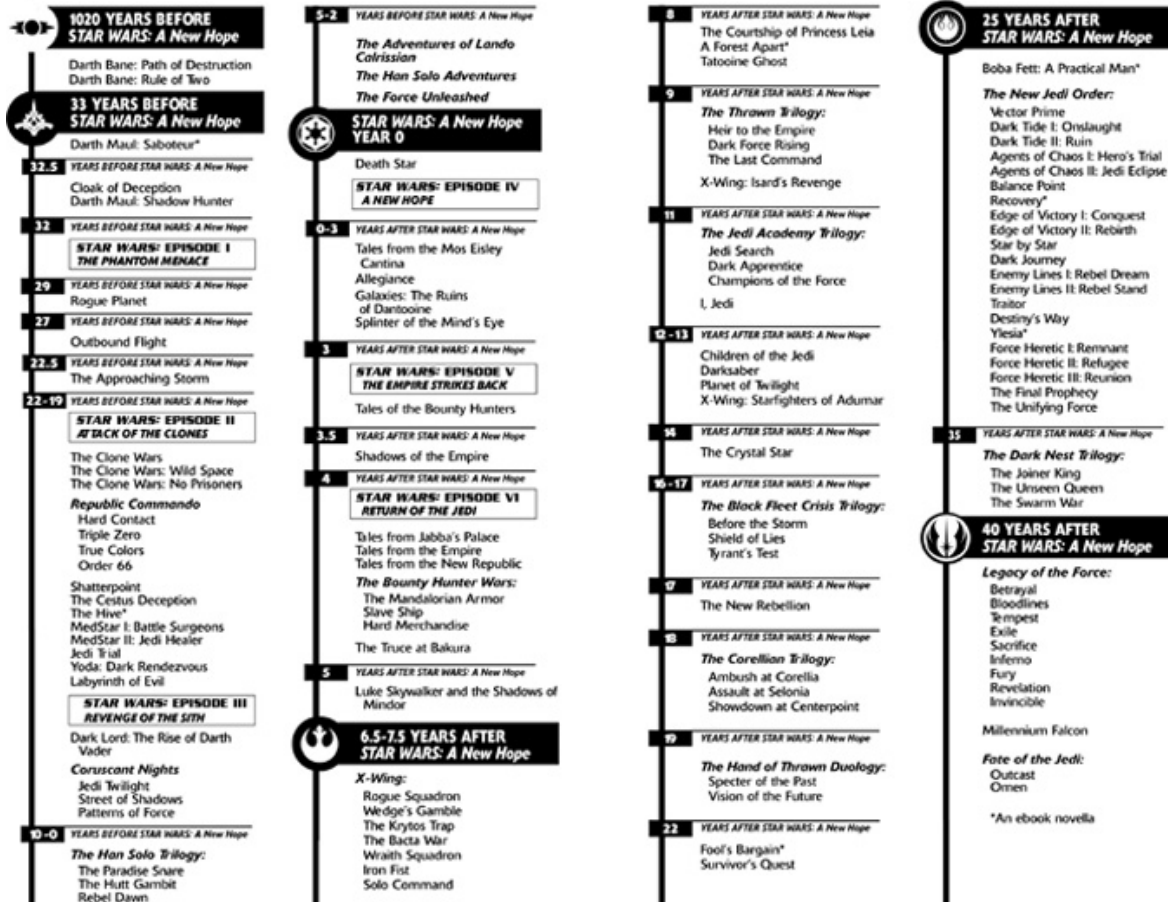 1020 YEARS BEFORE
STAR WARS: A New Hope
Darth Bane: Path of Destruction
Darth Bane: Rule of Two
33 YEARS BEFORE
STAR WARS: A New Hope
Darth Maul: Saboteur*
32.5 YEARS BEFORE STAR WARS: A New Hope
Cloak of Deception
Darth Maul: Shadow Hunter
32 YEARS BEFORE STAR WARS: A New Hope
STAR WARS: EPISODE I
THE PHANTOM MENACE
29 YEARS BEFORE STAR WARS: A New Hope
Rogue Planet
27 YEARS BEFORE STAR WARS: A New Hope
Outbound Flight
22.5 YEARS BEFORE STAR WARS: A New Hope
The Approaching Storm
22-19 YEARS BEFORE STAR WARS: A New Hope
STAR WARS: EPISODE II
ATTACK OF THE CLONES
The Clone Wars
The Clone Wars: Wild Space
The Clone Wars: No Prisoners
Republic Commando
Hard Contact
Triple Zero
True Colors
Order 66
Shatterpoint
The Cestus Deception
The Hive*
MedStar I: Battle Surgeons
MedStar II: Jedi Healer
Jedi Trial
Yoda: Dark Rendezvous
Labyrinth of Evil
STAR WARS: EPISODE III
REVENGE OF THE SITH
Dark Lord: The Rise of Darth
Vader
Coruscant Nights
Jedi Twilight
Street of Shadows
Patterns of Force
10-0 YEARS BEFORE STAR WARS: A New Hope
The Han Solo Trilogy:
The Paradise Snare
The Hutt Gambit
Rebel Dawn
5-2 YEARS BEFORE STAR WARS: A New Hope
The Adventures of Lando
Calrissian
The Han Solo Adventures
The Force Unleashed
STAR WARS: A New Hope
YEAR 0
Death Star
STAR WARS: EPISODE IV
A NEW HOPE
0-3 YEARS AFTER STAR WARS: A New Hope
Tales from the Mos Eisley
Cantina
Allegiance
Galaxies: The Ruins
of Dantooine
Splinter of the Mind's Eye
3 YEARS AFTER STAR WARS: A New Hope
STAR WARS: EPISODE V
THE EMPIRE STRIKES BACK
Tales of the Bounty Hunters
3.5 YEARS AFTER STAR WARS: A New Hope
Shadows of the Empire
4 YEARS AFTER STAR WARS: A New Hope
STAR WARS: EPISODE VI
RETURN OF THE JEDI
Tales from Jabba's Palace
Tales from the Empire
Tales from the New Republic
The Bounty Hunter Wars:
The Mandalorian Armor
Slave Ship
Hard Merchandise
The Truce at Bakura
5 YEARS AFTER STAR WARS: A New Hope
Luke Skywalker and the Shadows of
Mindor
6.5-7.5 YEARS AFTER
STAR WARS: A New Hope
X-Wing:
Rogue Squadron
Wedge's Gamble
The Krytos Trap
The Bacta War
Wraith Squadron
Iron Fist
Solo Command
8 YEARS AFTER STAR WARS: A New Hope
The Courtship of Princess Leia
A Forest Apart*
Tatooine Ghost
9 YEARS AFTER STAR WARS: A New Hope
The Thrawn Trilogy:
Heir to the Empire
Dark Force Rising
The Last Command
X-Wing: Isard's Revenge
11 YEARS AFTER STAR WARS: A New Hope
The Jedi Academy Trilogy:
Jedi Search
Dark Apprentice
Champions of the Force
I, Jedi
12-13 YEARS AFTER STAR WARS: A New Hope
Children of the Jedi
Darksaber
Planet of Twilight
X-Wing: Starfighters of Adumar
14 YEARS AFTER STAR WARS: A New Hope
The Crystal Star
16-17 YEARS AFTER STAR WARS: A New Hope
The Black Fleet Crisis Trilogy:
Before the Storm
Shield of Lies
Tyrant's Test
17 YEARS AFTER STAR WARS: A New Hope
The New Rebellion
18 YEARS AFTER STAR WARS: A New Hope
The Corellian Trilogy:
Ambush at Corellia
Assault at Selonia
Showdown at Centerpoint
19 YEARS AFTER STAR WARS: A New Hope
The Hand of Thrawn Duology:
Specter of the Past
Vision of the Future
22 YEARS AFTER STAR WARS: A New Hope
Fool's Bargain*
Survivor's Quest
25 YEARS AFTER
STAR WARS: A New Hope
Boba Fett: A Practical Man*
The New Jedi Order:
Vector Prime
Dark Tide I: Onslaught
Dark Tide II: Ruin
Agents of Chaos I: Hero's Trial
Agents of Chaos II: Jedi Eclipse
Balance Point
Recovery*
Edge of Victory I: Conquest
Edge of Victory II: Rebirth
Star by Star
Dark Journey
Enemy Lines I: Rebel Dream
Enemy Lines II: Rebel Stand
Traitor
Destiny's Way
Ylesia*
Force Heretic I: Remnant
Force Heretic II: Refugee
Force Heretic III: Reunion
The Final Prophecy
The Unifying Force
35 YEARS AFTER STAR WARS: A New Hope
The Dark Nest Trilogy:
The Joiner King
The Unseen Queen
The Swarm War
40 YEARS AFTER
STAR WARS: A New Hope
Legacy of the Force:
Betrayal
Bloodlines
Tempest
Exile
Sacrifice
Inferno
Fury
Revelation
Invincible
Millennium Falcon
Fate of the Jedi:
Outcast
Omen
*An ebook novella